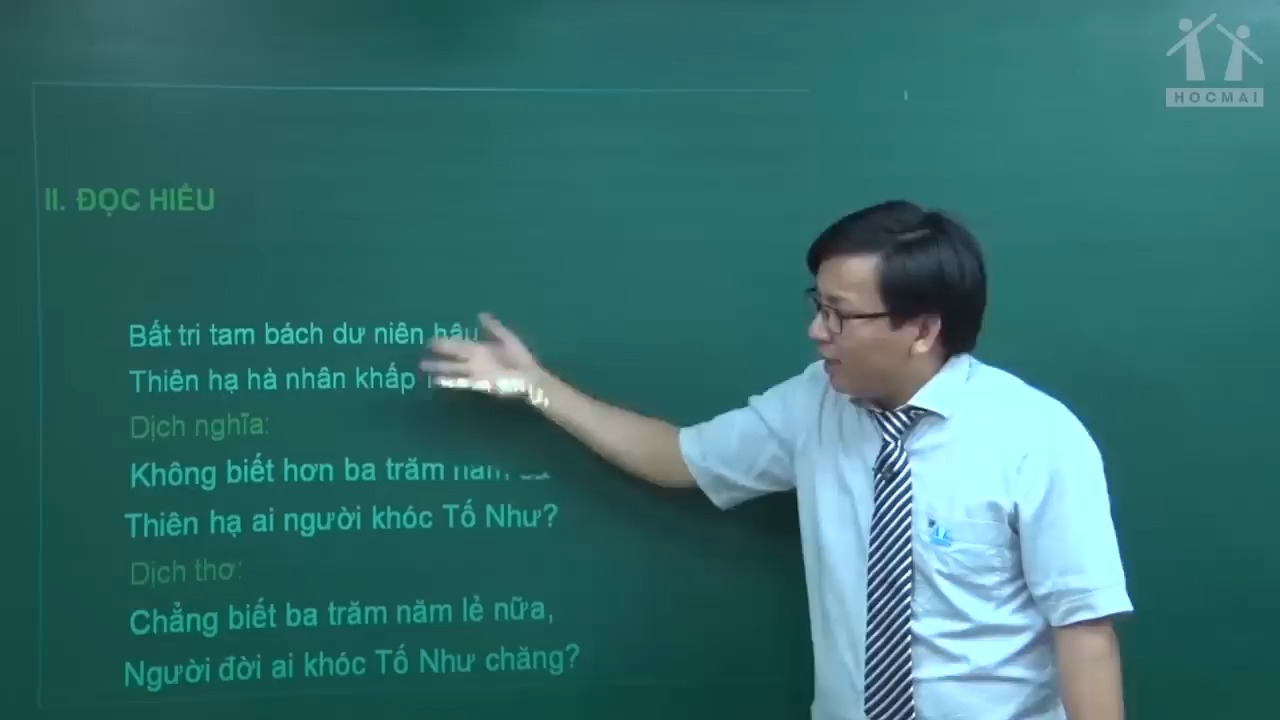 HOCMAI
II. ĐỌC HIỂU
Bất tri tam bách dư niên hậu
Thiên hạ hà nhân khấp
Dịch nghĩa:
Không biết hơn ba trăm năm
Thiên hạ ai người khóc Tố Như?
Dịch thơ:
Chẳng biết ba trăm năm lẻ nữa,
Người đời ai khóc Tố Như chăng?